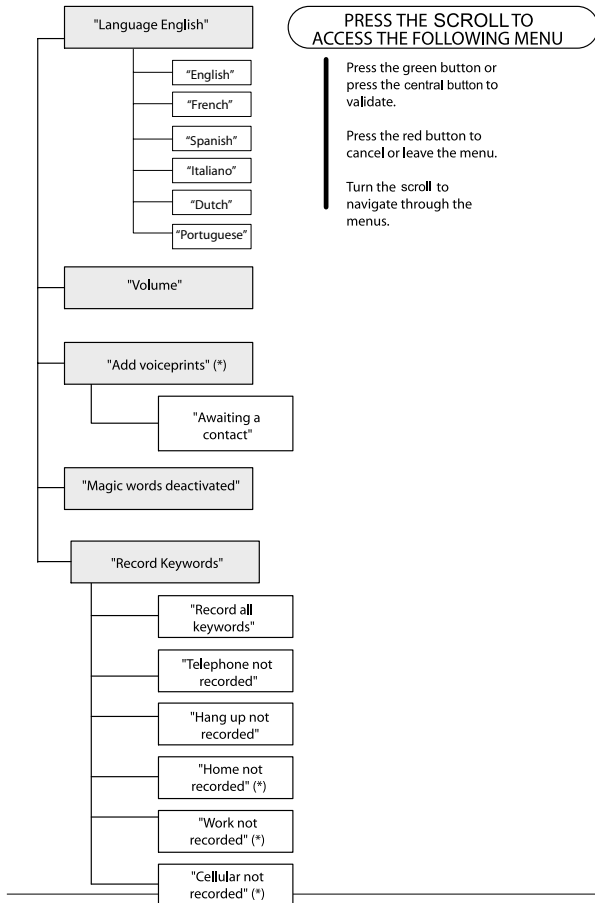 "Language English"
"English"
"French"
"Spanish"
"Italiano"
"Dutch"
"Portuguese"
"Volume"
"Add voiceprints" (*)
"Awaiting a
contact"
"Magic words deactivated"
"Record Keywords"
"Record all
keywords"
"Telephone not
recorded"
"Hang up not
recorded"
"Home not
recorded" (*)
"Work not
recorded" (*)
"Cellular not
recorded" (*)
PRESS THE SCROLL TO
ACCESS THE FOLLOWING MENU
Press the green button or
press the central button to
validate.
Press the red button to
cancel or leave the menu.
Turn the scroll to
navigate through the
menus.